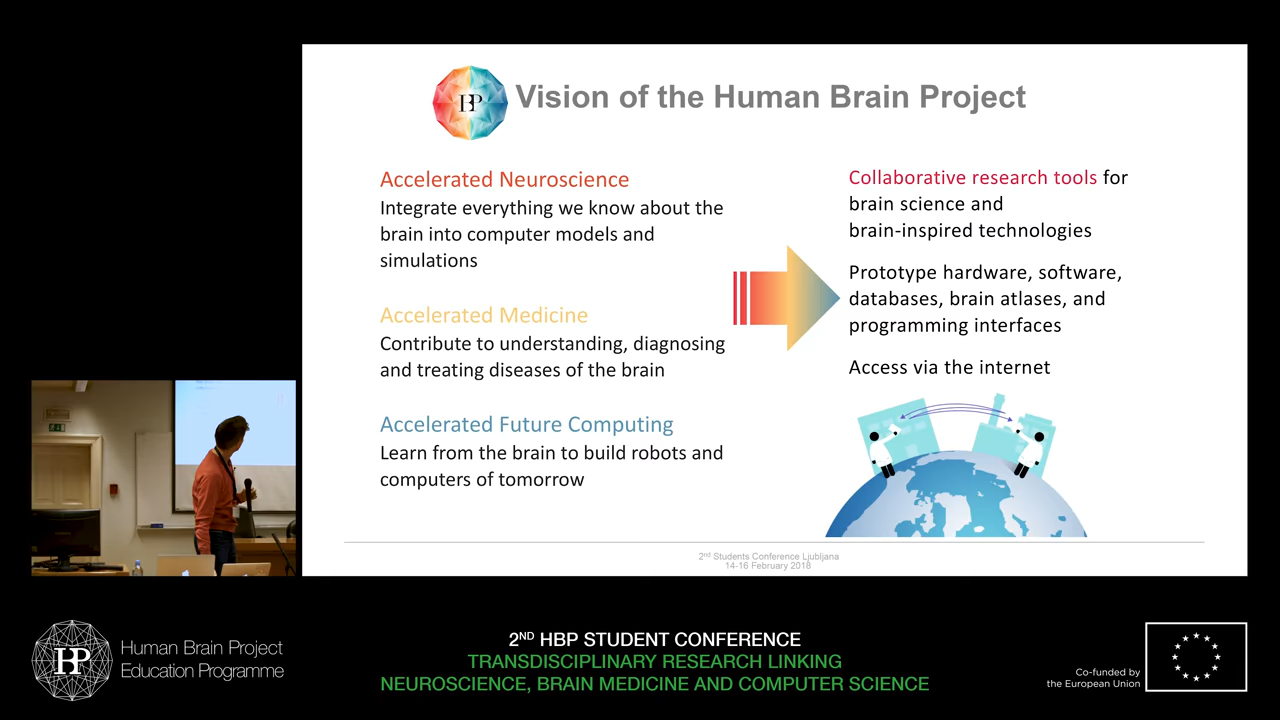 HBP
Vision of the Human Brain Project
Accelerated Neuroscience
Integrate everything we know about the
brain into computer models and
simulations
Accelerated Medicine
Contribute to understanding, diagnosing
and treating diseases of the brain
Accelerated Future Computing
Learn from the brain to build robots and
computers of tomorrow
Collaborative research tools for
brain science and
brain-inspired technologies
Prototype hardware, software,
databases, brain atlases, and
programming interfaces
Access via the internet
2nd Students Conference Ljubljana
14-16 February 2018
HBP
Human Brain Project
Education Programme
2ND HBP STUDENT CONFERENCE
TRANSDISCIPLINARY RESEARCH LINKING
NEUROSCIENCE, BRAIN MEDICINE AND COMPUTER SCIENCE
Co-funded by
the European Union